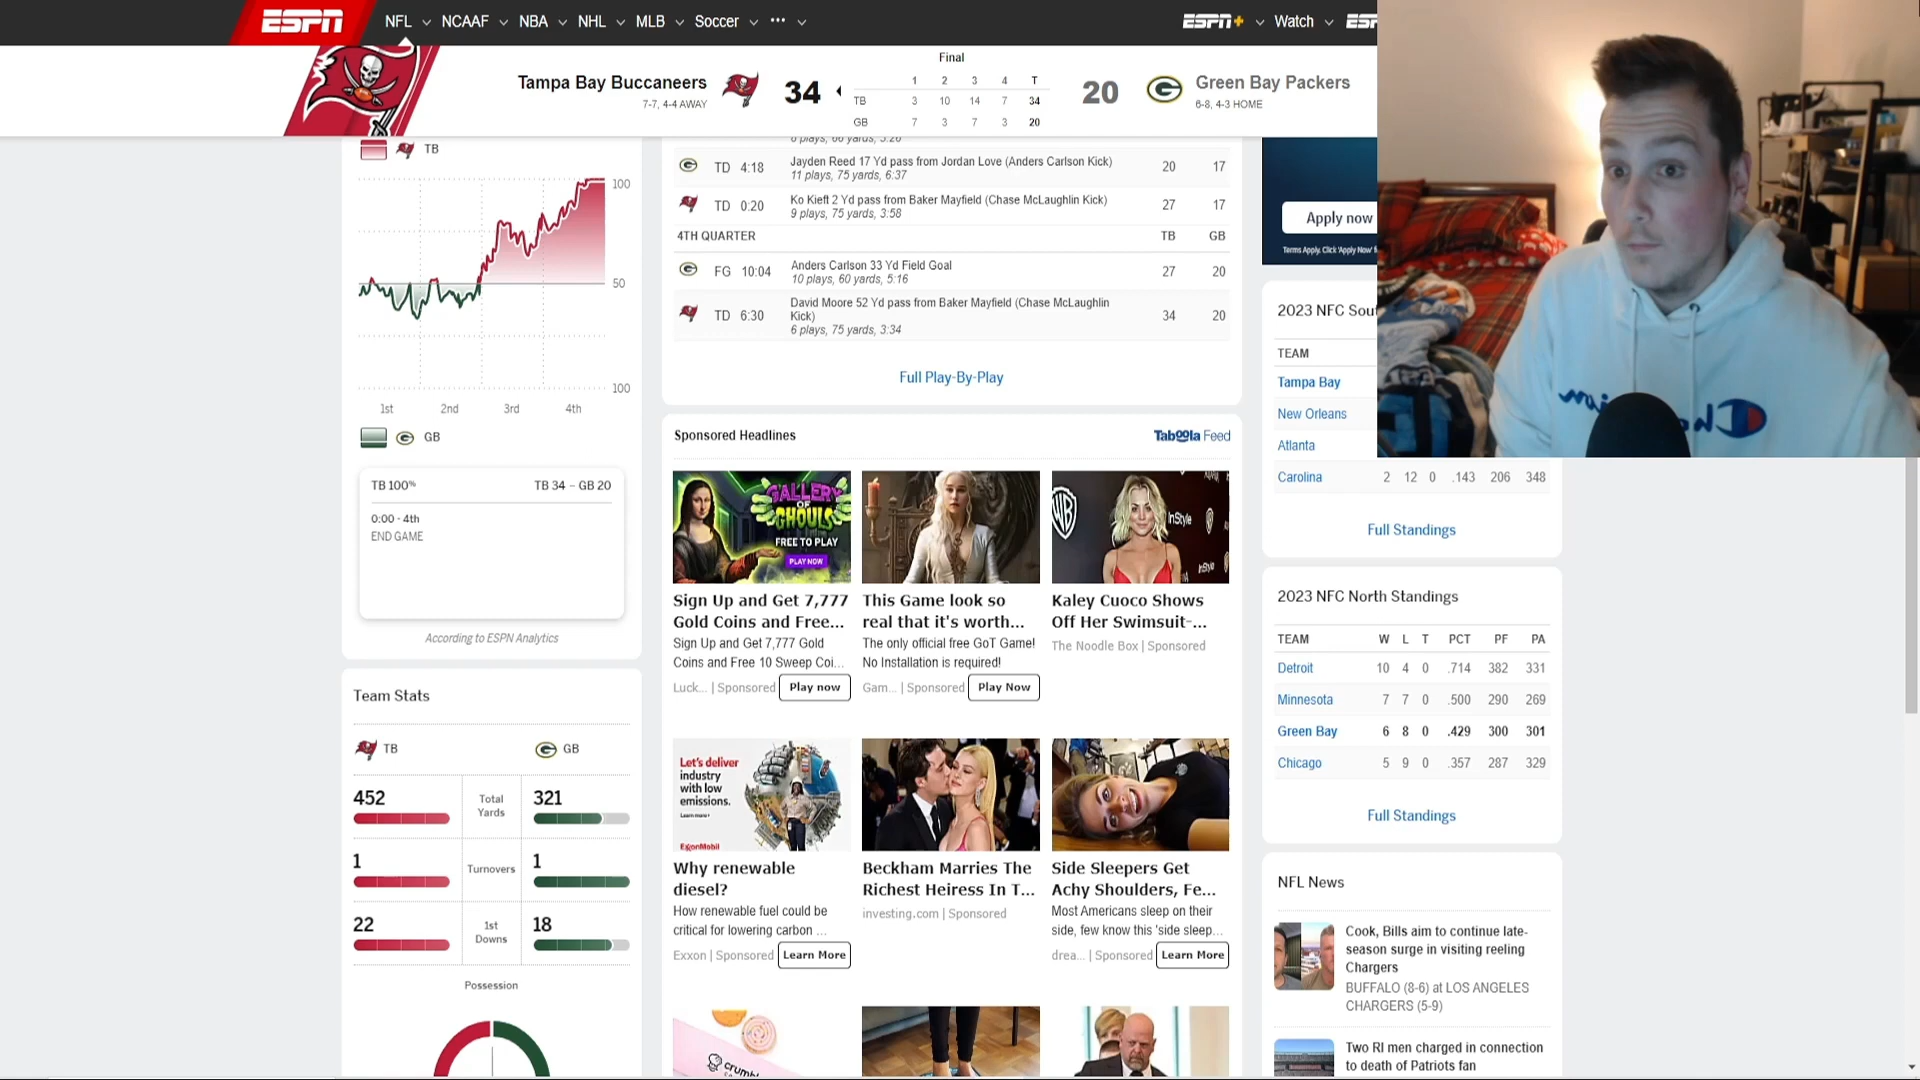 ESPN NFL NCAAF NBA NHL MLB Soccer ••• ESPN+ Watch
Final
Tampa Bay Buccaneers 34 1 2 3 4 T 20 Green Bay Packers
7-7, 4-4 AWAY TB 3 10 14 7 34 6-8, 4-3 HOME
GB 7 3 7 3 20
TB
100
50
100
1st 2nd 3rd 4th
GB
TB 100% TB 34 - GB 20
0:00 - 4th
END GAME
According to ESPN Analytics
Team Stats
TB GB
452 Total Yards 321
1 Turnovers 1
22 1st Downs 18
Possession
TD 4:18 Jayden Reed 17 Yd pass from Jordan Love (Anders Carlson Kick) 20 17
11 plays, 75 yards, 6:37
TD 0:20 Ko Kieft 2 Yd pass from Baker Mayfield (Chase McLaughlin Kick) 27 17
9 plays, 75 yards, 3:58
4TH QUARTER TB GB
FG 10:04 Anders Carlson 33 Yd Field Goal 27 20
10 plays, 60 yards, 5:16
TD 6:30 David Moore 52 Yd pass from Baker Mayfield (Chase McLaughlin
Kick) 34 20
6 plays, 75 yards, 3:34
Full Play-By-Play
Sponsored Headlines Taboola Feed
GALLERY
OF
GHOULS
FREE TO PLAY
PLAY NOW
Sign Up and Get 7,777
Gold Coins and Free...
Sign Up and Get 7,777 Gold
Coins and Free 10 Sweep Coi...
Luck... | Sponsored Play now
This Game look so
real that it's worth...
The only official free GoT Game!
No Installation is required!
Gam... | Sponsored Play Now
WB InStyle
InStyle
Kaley Cuoco Shows
Off Her Swimsuit-...
The Noodle Box | Sponsored
Let's deliver
industry
with low
emissions.
Learn more
ExxonMobil
Why renewable
diesel?
How renewable fuel could be
critical for lowering carbon ...
Exxon | Sponsored Learn More
Beckham Marries The
Richest Heiress In T...
investing.com | Sponsored
Side Sleepers Get
Achy Shoulders, Fe...
Most Americans sleep on their
side, few know this 'side sleep...
drea... | Sponsored Learn More
crumbl
Apply now
Terms Apply. Click 'Apply Now'
2023 NFC Sou
TEAM
Tampa Bay
New Orleans
Atlanta
Carolina 2 12 0 .143 206 348
Full Standings
2023 NFC North Standings
TEAM W L T PCT PF PA
Detroit 10 4 0 .714 382 331
Minnesota 7 7 0 .500 290 269
Green Bay 6 8 0 .429 300 301
Chicago 5 9 0 .357 287 329
Full Standings
NFL News
Cook, Bills aim to continue late-
season surge in visiting reeling
Chargers
BUFFALO (8-6) at LOS ANGELES
CHARGERS (5-9)
Two RI men charged in connection
to death of Patriots fan
Champion